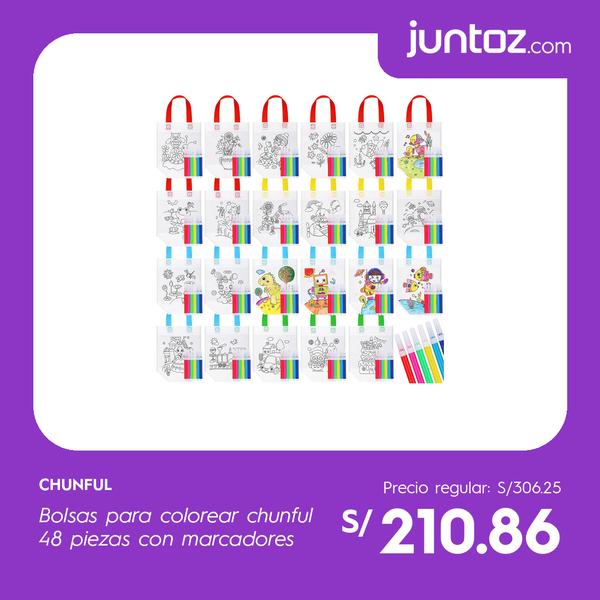 juntoz.com
CHUNFUL
Bolsas para colorear chunful
48 piezas con marcadores
Precio regular: S/306.25
S/ 210.86